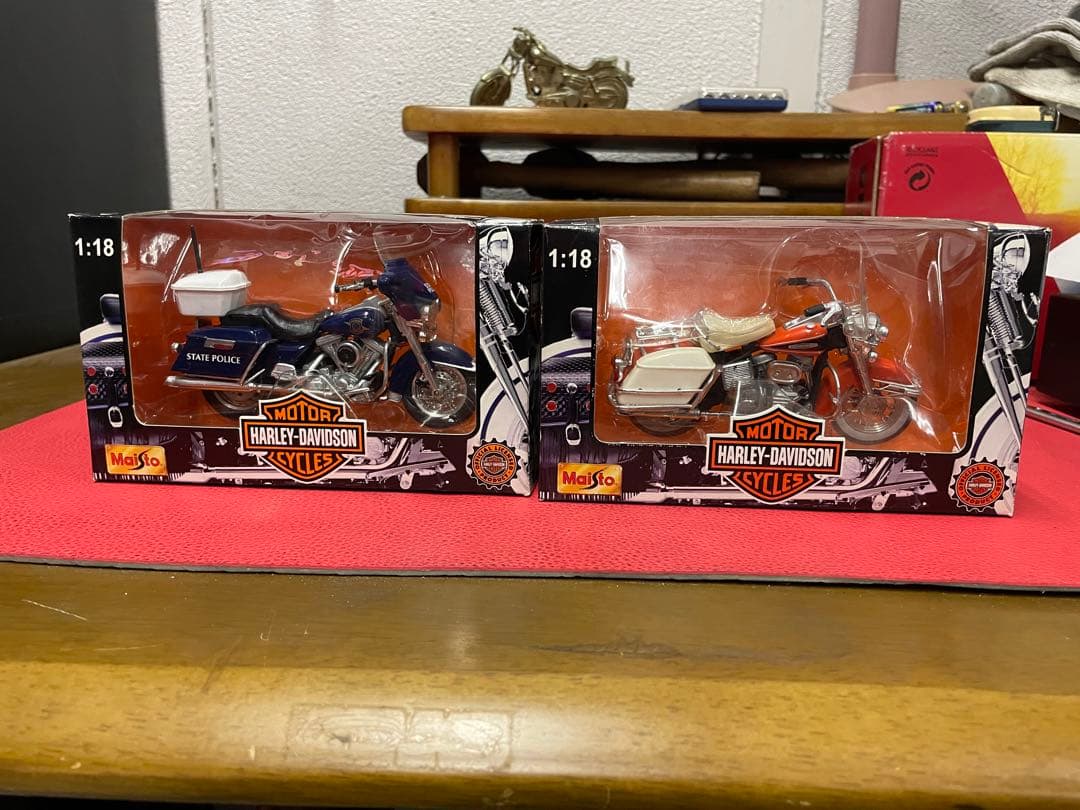 1:18
STATE POLICE
MOTOR
HARLEY-DAVIDSON
CYCLES
Maisto
1:18
MOTOR
HARLEY-DAVIDSON
CYCLES
Maisto